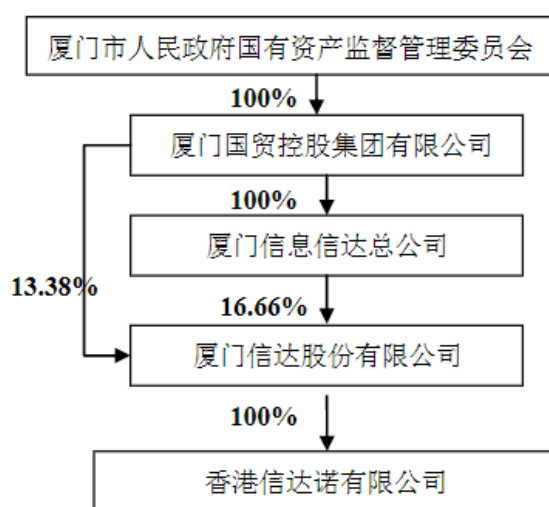 厦门市人民政府国有资产监督管理委员会
100%
厦门国贸控股集团有限公司
100%
厦门信息信达总公司
13.38%
16.66%
厦门信达股份有限公司
100%
香港信达诺有限公司